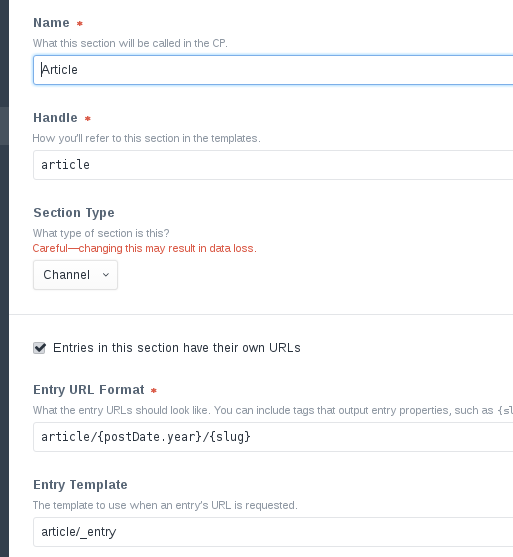 Name *
What this section will be called in the CP.
Article
Handle *
How you'll refer to this section in the templates.
article
Section Type
What type of section is this?
Careful—changing this may result in data loss.
Channel
Entries in this section have their own URLs
Entry URL Format *
What the entry URLs should look like. You can include tags that output entry properties, such as {sl
article/{postDate.year}/{slug}
Entry Template
The template to use when an entry's URL is requested.
article/_entry